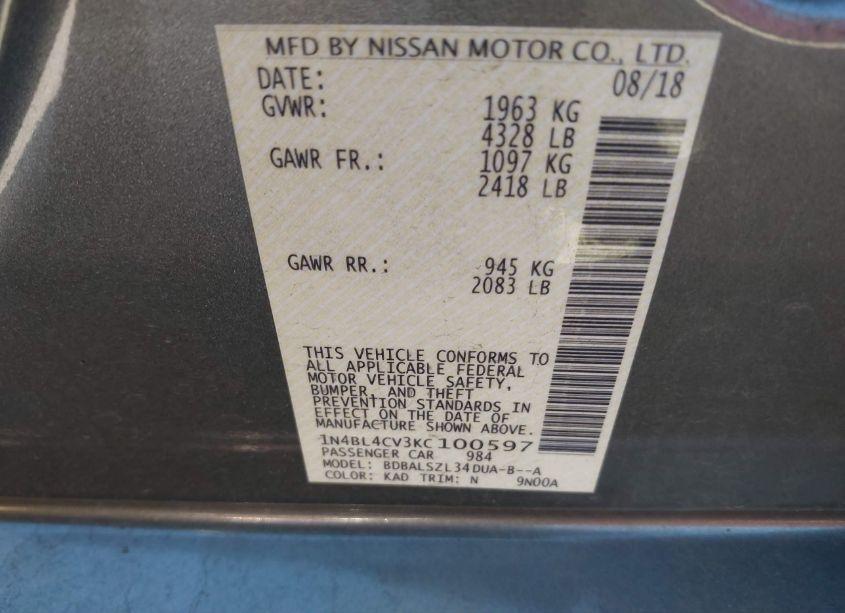 MFD BY NISSAN MOTOR CO., LTD.
DATE: 08/18
GVWR: 1963 KG
4328 LB
GAWR FR.: 1097 KG
2418 LB
GAWR RR.: 945 KG
2083 LB
THIS VEHICLE CONFORMS TO
ALL APPLICABLE FEDERAL
MOTOR VEHICLE SAFETY,
BUMPER, AND THEFT
PREVENTION STANDARDS IN
EFFECT ON THE DATE OF
MANUFACTURE SHOWN ABOVE.
1N4BL4CV3KC100597
PASSENGER CAR 984
MODEL: BDBALSZL34DUA-B--A
COLOR: KAD TRIM: N 9N00A